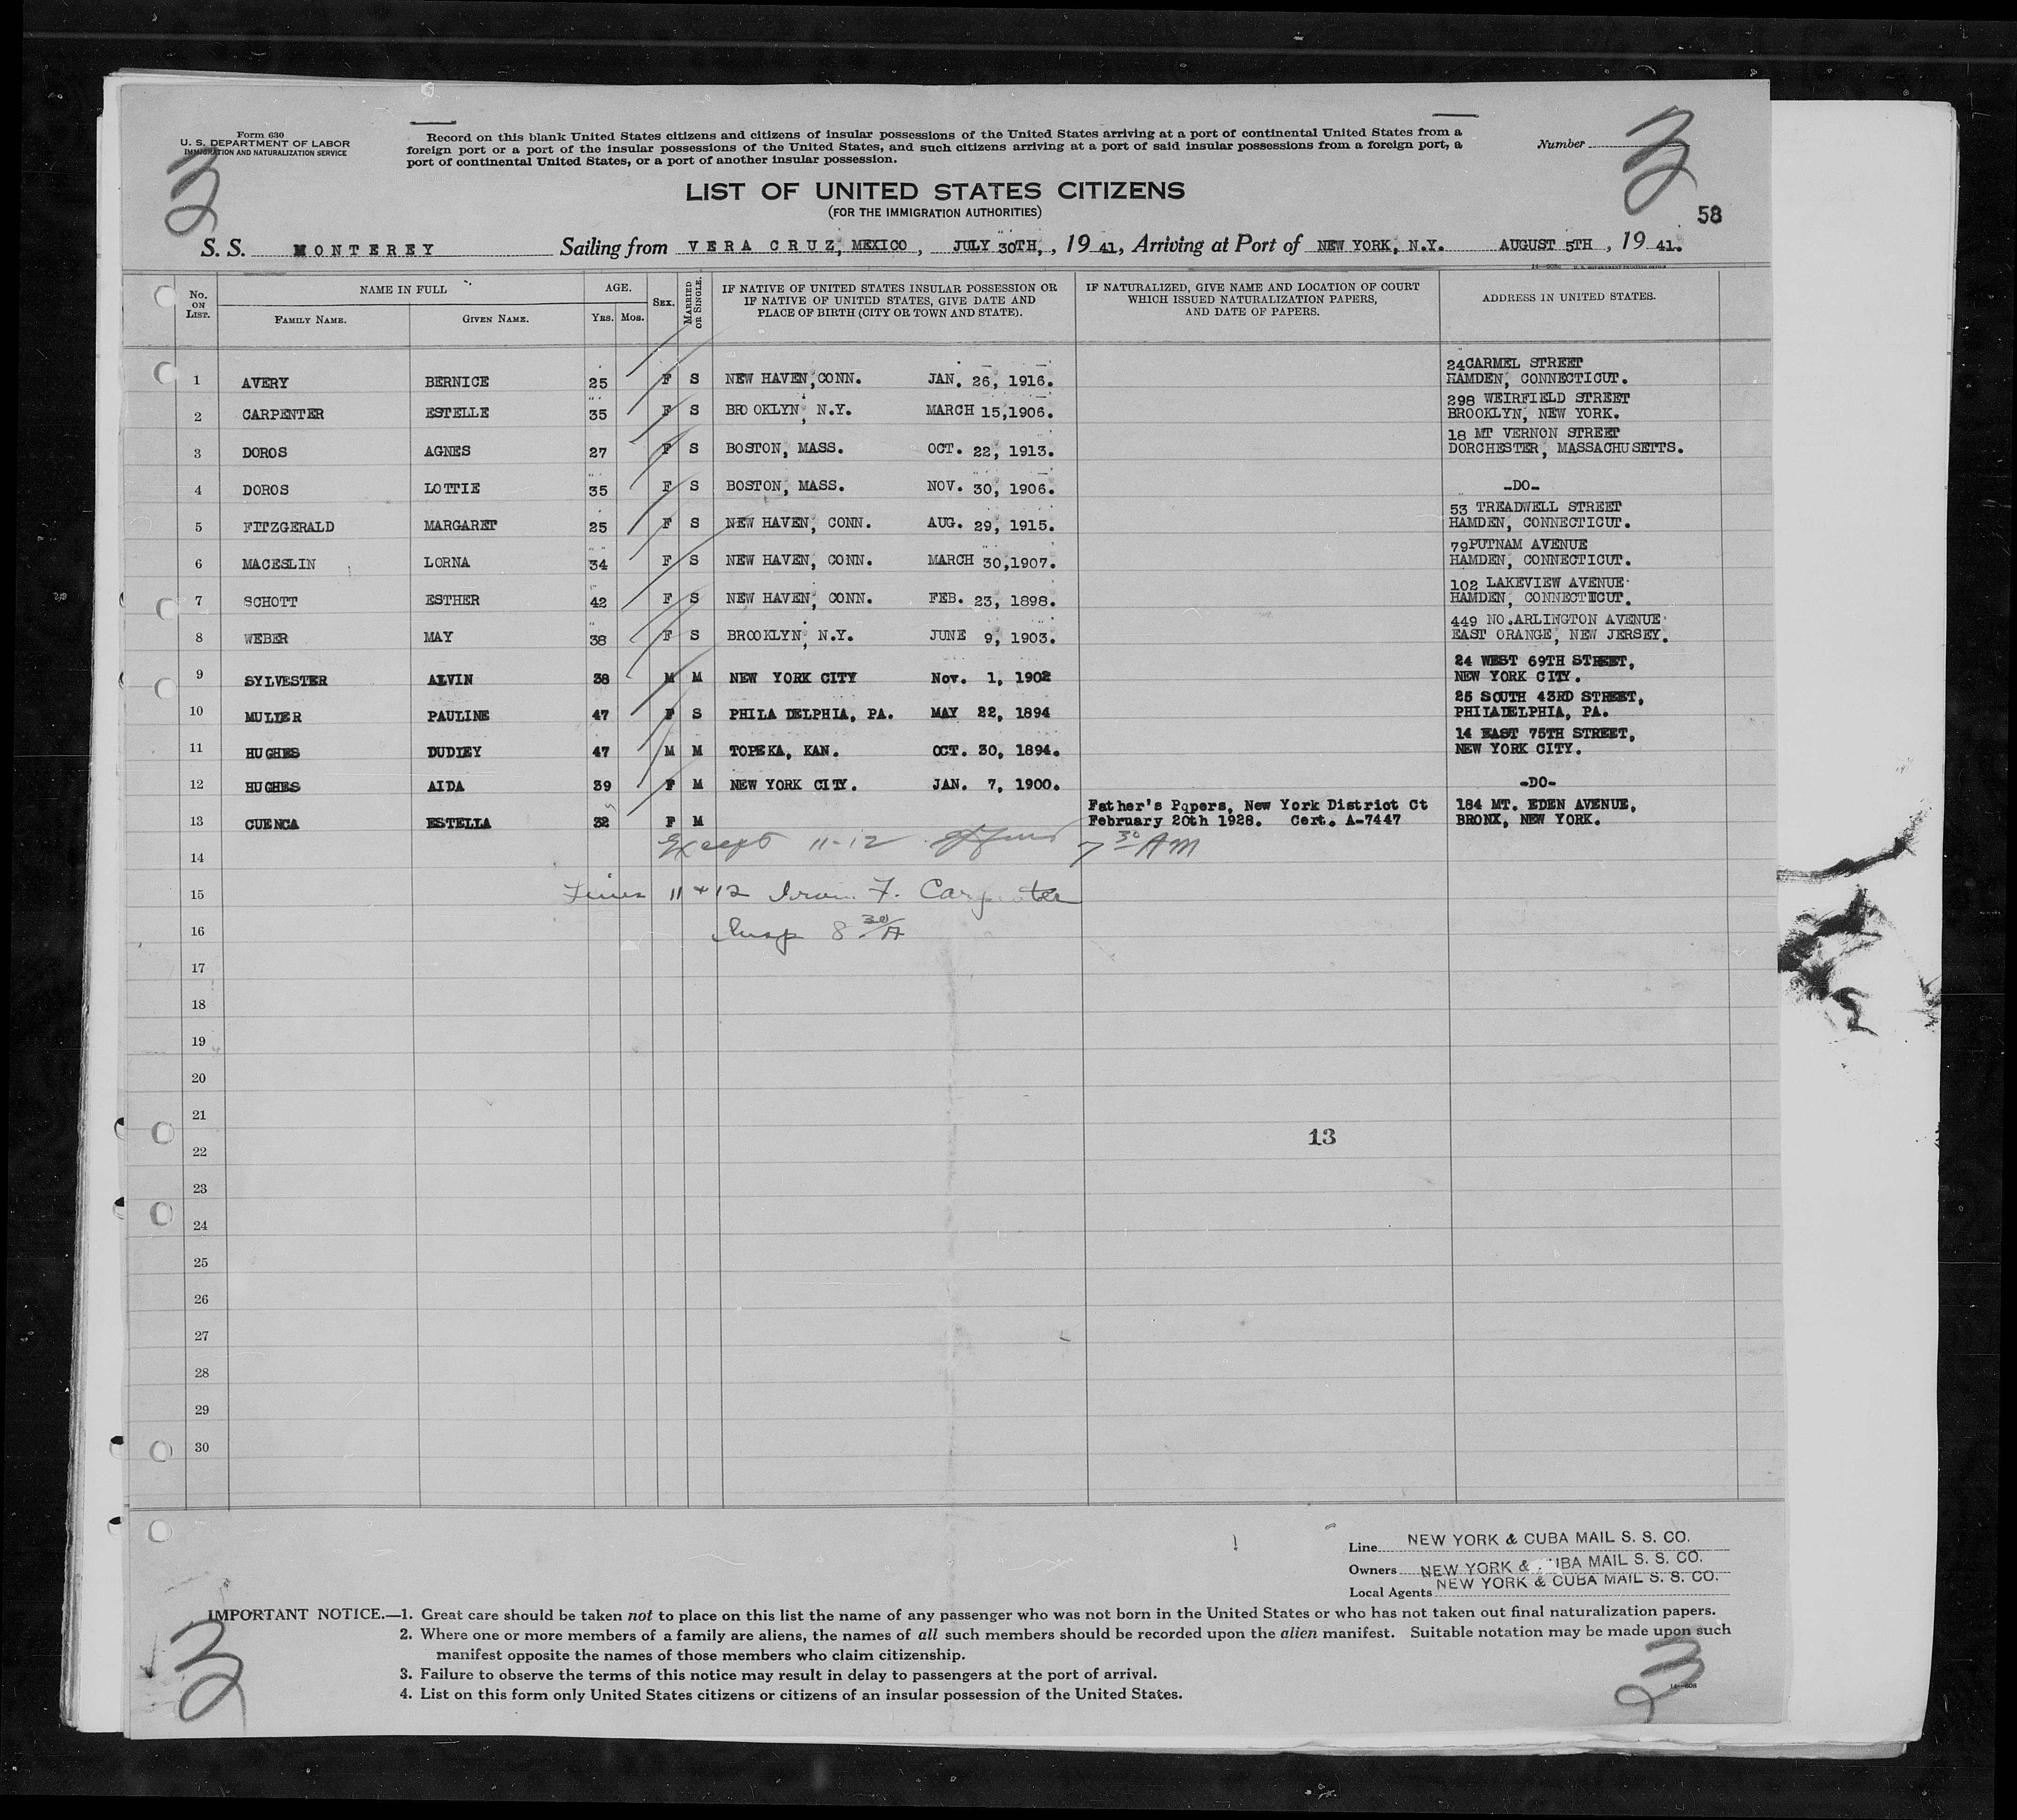 Form 630
U. S. DEPARTMENT OF LABOR
IMMIGRATION AND NATURALIZATION SERVICE
Record on this blank United States citizens and citizens of insular possessions of the United States arriving at a port of continental United States from a
foreign port or a port of the insular possessions of the United States, and such citizens arriving at a port of said insular possessions from a foreign port, a
port of continental United States, or a port of another insular possession.
Number
3
3
LIST OF UNITED STATES CITIZENS
(FOR THE IMMIGRATION AUTHORITIES)
58
S. S. MONTEREY Sailing from VERA CRUZ, MEXICO, JULY 30TH, , 19 41, Arriving at Port of NEW YORK, N.Y. AUGUST 5TH , 19 41.
No. ON LIST. NAME IN FULL FAMILY NAME. GIVEN NAME. AGE. YRS. MOS. SEX. MARRIED OR SINGLE. IF NATIVE OF UNITED STATES INSULAR POSSESSION OR IF NATIVE OF UNITED STATES, GIVE DATE AND PLACE OF BIRTH (CITY OR TOWN AND STATE). IF NATURALIZED, GIVE NAME AND LOCATION OF COURT WHICH ISSUED NATURALIZATION PAPERS, AND DATE OF PAPERS. ADDRESS IN UNITED STATES.
1 AVERY BERNICE 25 F S NEW HAVEN, CONN. JAN. 26, 1916. 24CARMEL STREET
HAMDEN, CONNECTICUT.
2 CARPENTER ESTELLE 35 F S BROOKLYN, N.Y. MARCH 15,1906. 298 WEIRFIELD STREET
BROOKLYN, NEW YORK.
3 DOROS AGNES 27 F S BOSTON, MASS. OCT. 22, 1913. 18 MT VERNON STREET
DORCHESTER, MASSACHUSETTS.
4 DOROS LOTTIE 35 F S BOSTON, MASS. NOV. 30, 1906. -DO-
5 FITZGERALD MARGARET 25 F S NEW HAVEN, CONN. AUG. 29, 1915. 53 TREADWELL STREET
HAMDEN, CONNECTICUT.
6 MACESLIN LORNA 34 F S NEW HAVEN, CONN. MARCH 30,1907. 79PUTNAM AVENUE
HAMDEN, CONNECTICUT.
7 SCHOTT ESTHER 42 F S NEW HAVEN, CONN. FEB. 23, 1898. 102 LAKEVIEW AVENUE
HAMDEN, CONNECTICUT.
8 WEBER MAY 38 F S BROOKLYN, N.Y. JUNE 9, 1903. 449 NO.ARLINGTON AVENUE
EAST ORANGE, NEW JERSEY.
9 SYLVESTER ALVIN 38 M M NEW YORK CITY Nov. 1, 1902 24 WEST 69TH STREET,
NEW YORK CITY.
10 MULLER PAULINE 47 F S PHILA DELPHIA, PA. MAY 22, 1894 25 SOUTH 43RD STREET,
PHILADELPHIA, PA.
11 HUGHES DUDLEY 47 M M TOPEKA, KAN. OCT. 30, 1894. 14 EAST 75TH STREET,
NEW YORK CITY.
12 HUGHES AIDA 39 F M NEW YORK CITY. JAN. 7, 1900. -DO-
13 CUENCA ESTELLA 32 F M Father's Papers, New York District Ct
February 20th 1928. Cert. A-7447 184 MT. EDEN AVENUE,
BRONX, NEW YORK.
Except 11-12 7 30 AM
14
15 Lines 11 + 12 F. Carpenter
16 Insp 8 30/A
17
18
19
20
21
13
22
23
24
25
26
27
28
29
30
Line NEW YORK & CUBA MAIL S. S. CO.
Owners NEW YORK & CUBA MAIL S. S. CO.
Local Agents NEW YORK & CUBA MAIL S. S. CO.
IMPORTANT NOTICE.—1. Great care should be taken not to place on this list the name of any passenger who was not born in the United States or who has not taken out final naturalization papers.
2. Where one or more members of a family are aliens, the names of all such members should be recorded upon the alien manifest. Suitable notation may be made upon such
manifest opposite the names of those members who claim citizenship.
3. Failure to observe the terms of this notice may result in delay to passengers at the port of arrival.
4. List on this form only United States citizens or citizens of an insular possession of the United States.
3
3
14—608